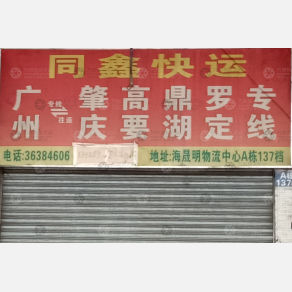 同鑫快运
广州 专线 往返 肇庆 高要 鼎湖 罗定 专线
电话:36384606
地址:海晟明物流中心A栋137档
A栋
137